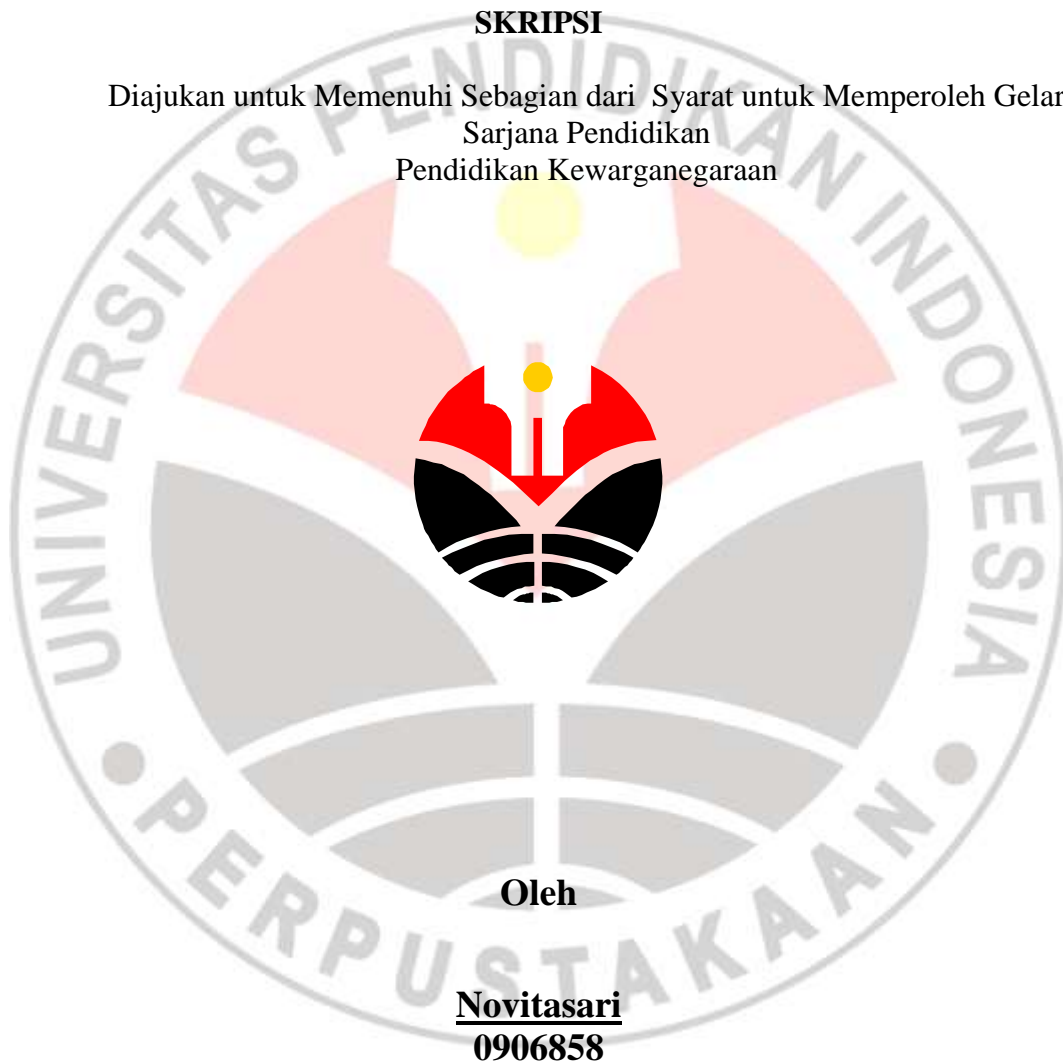 SKRIPSI
Diajukan untuk Memenuhi Sebagian dari Syarat untuk Memperoleh Gelar
Sarjana Pendidikan
Pendidikan Kewarganegaraan
UNIVERSITAS PENDIDIKAN INDONESIA
PERPUSTAKAAN
Oleh
Novitasari
0906858